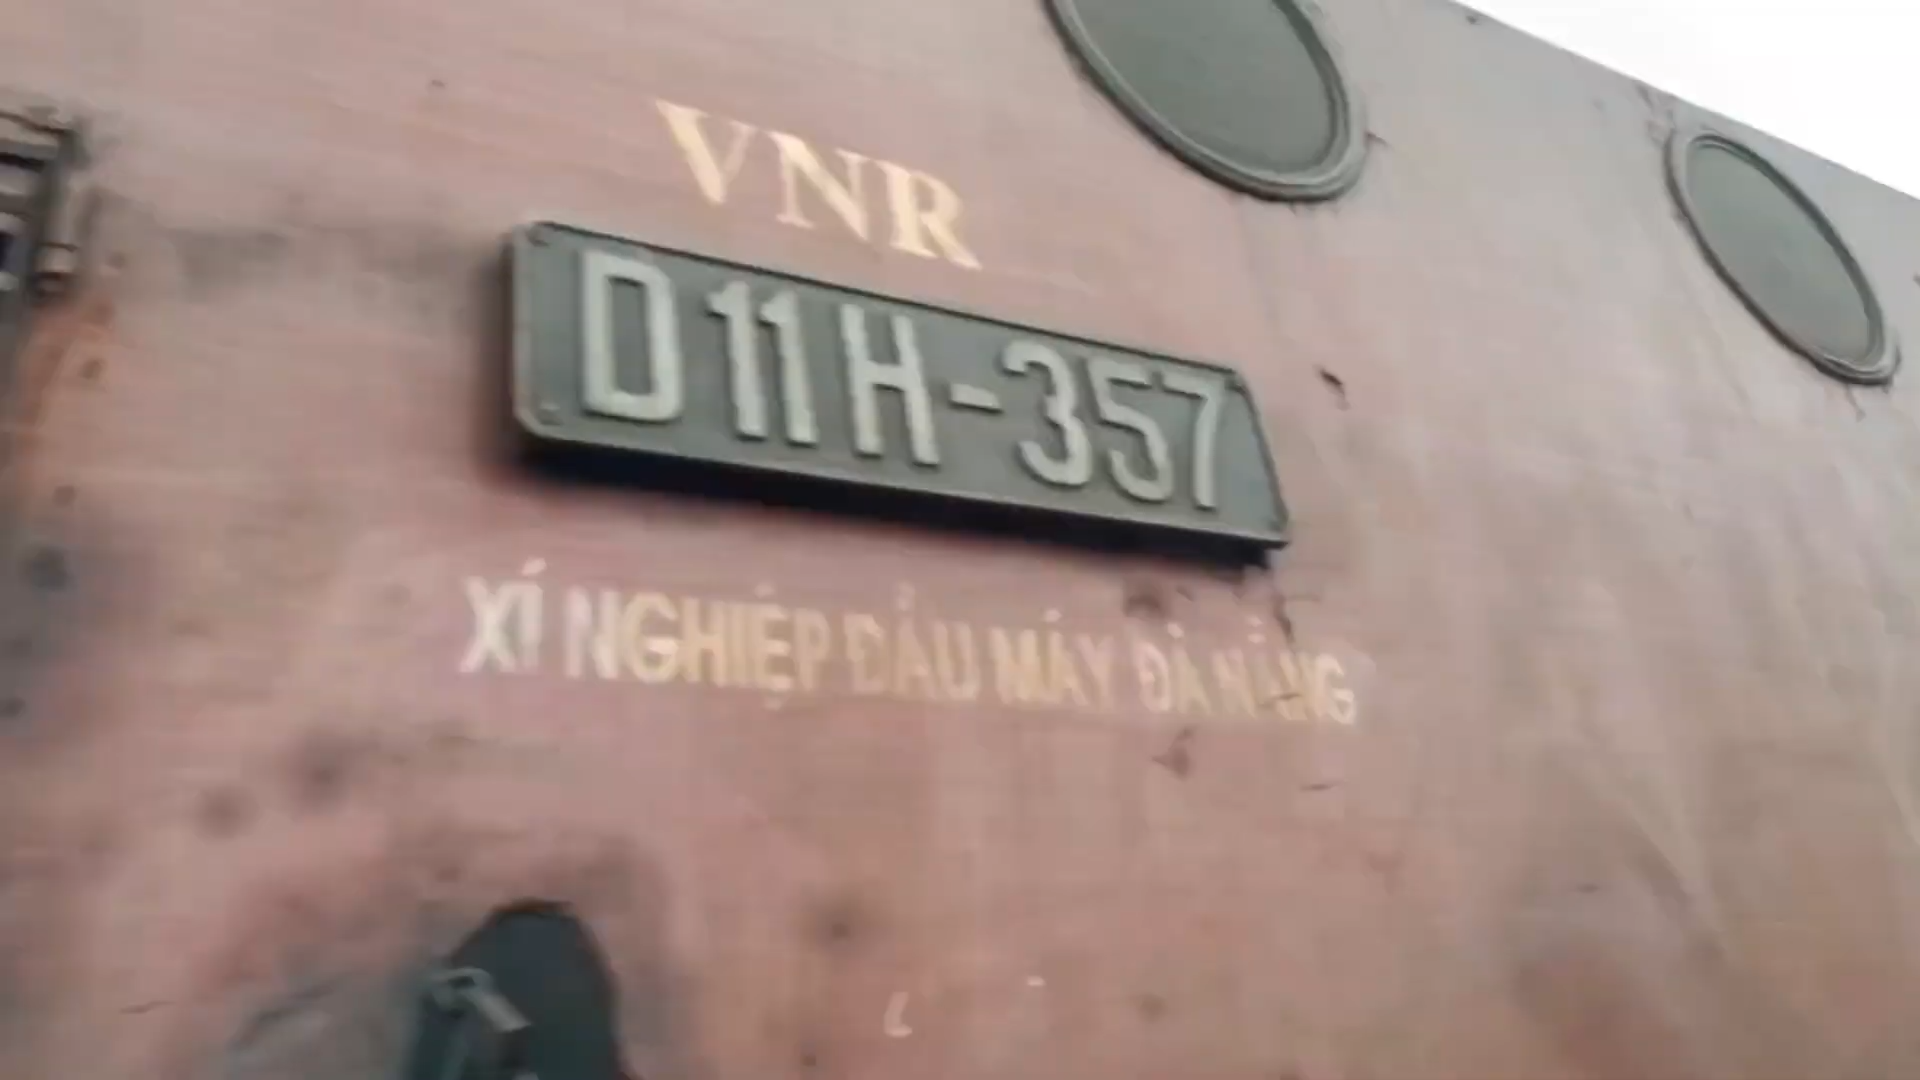 VNR
D11H-357
XÍ NGHIỆP ĐẦU MÁY ĐÀ NẴNG